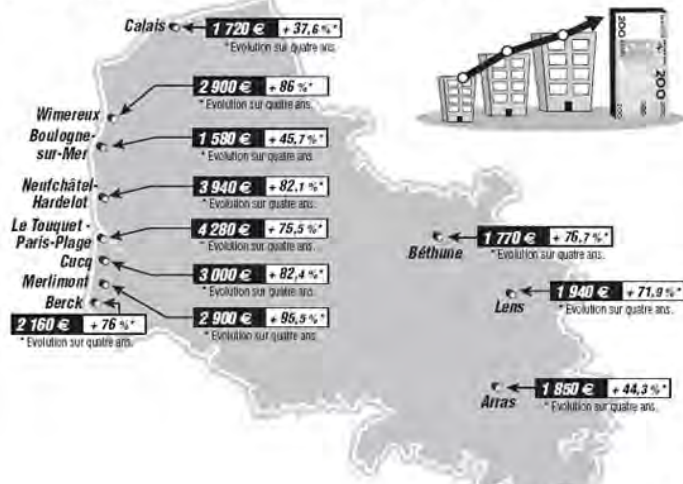 Calais
1 720 € + 37,6 %*
* Evolution sur quatre ans.
Wimereux
2 900 € + 86 %*
* Evolution sur quatre ans.
Boulogne-
sur-Mer
1 580 € + 45,7 %*
* Evolution sur quatre ans.
Neufchâtel-
Hardelot
3 940 € + 82,1 %*
* Evolution sur quatre ans.
Le Touquet -
Paris-Plage
4 280 € + 75,5 %*
* Evolution sur quatre ans.
Cucq
3 000 € + 82,4 %*
* Evolution sur quatre ans.
Merlimont
2 900 € + 95,5 %*
* Evolution sur quatre ans.
Berck
2 160 € + 76 %*
* Evolution sur quatre ans.
Béthune
1 770 € + 76,7 %*
* Evolution sur quatre ans.
Lens
1 940 € + 71,9 %*
* Evolution sur quatre ans.
Arras
1 850 € + 44,3 %*
* Evolution sur quatre ans.
200
200